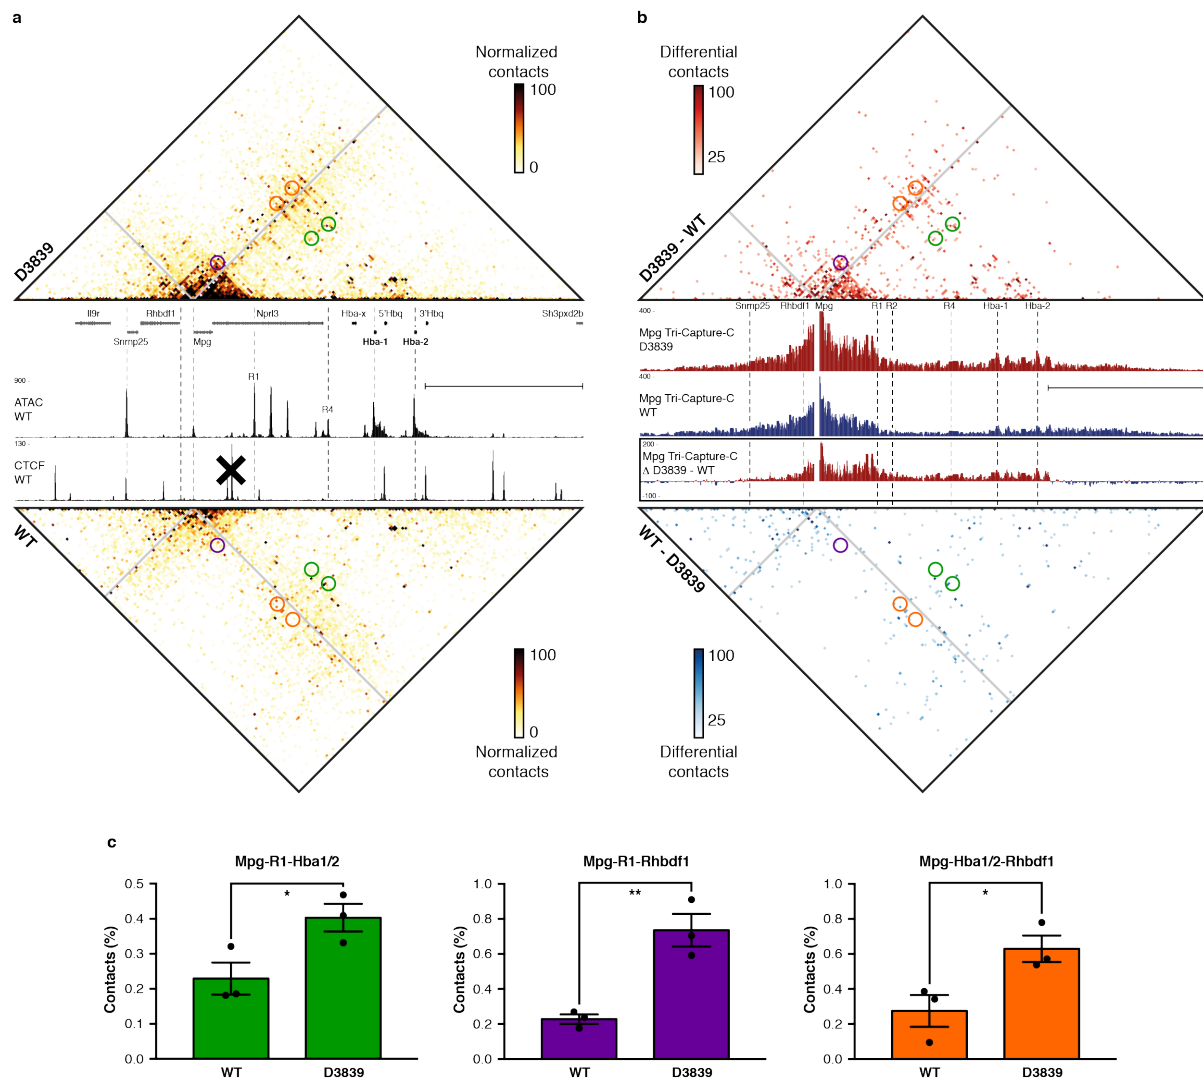 a
Normalized
contacts
100
0
D3839
Il9r
Rhbdf1
Nprl3
Hba-x
5'Hbq
3'Hbq
Sh3pxd2b
Snrnp25
Mpg
Hba-1
Hba-2
R1
R4
900 -
ATAC
WT
130 -
CTCF
WT
WT
100
0
Normalized
contacts
b
Differential
contacts
100
25
D3839 - WT
Snrnp25
Rhbdf1
Mpg
R1
R2
R4
Hba-1
Hba-2
400 -
Mpg Tri-Capture-C
D3839
400
Mpg Tri-Capture-C
WT
200
Mpg Tri-Capture-C
Δ D3839 - WT
-100 -
WT - D3839
100
25
Differential
contacts
c
Mpg-R1-Hba1/2
Contacts (%)
0.5
0.4
0.3
0.2
0.1
0.0
*
WT
D3839
Mpg-R1-Rhbdf1
Contacts (%)
1.0
0.8
0.6
0.4
0.2
0.0
**
WT
D3839
Mpg-Hba1/2-Rhbdf1
Contacts (%)
1.0
0.8
0.6
0.4
0.2
0.0
*
WT
D3839